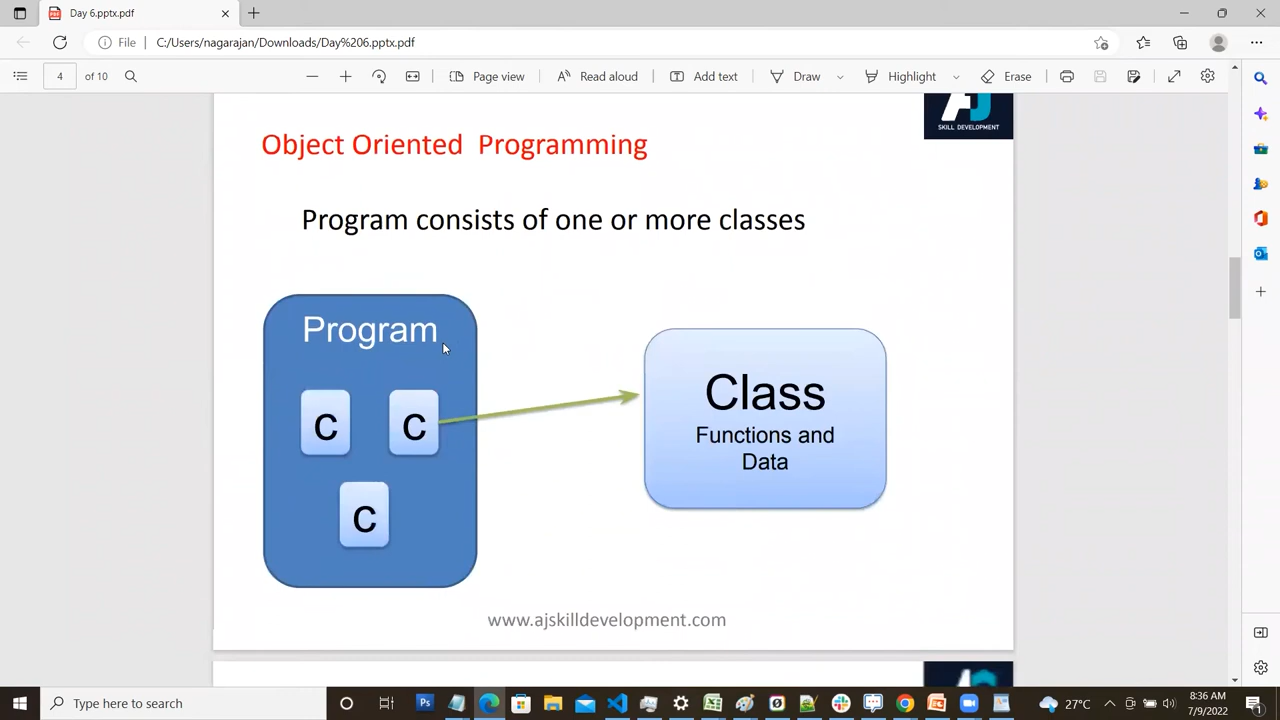 Day 6.pptx.pdf
File
C:/Users/nagarajan/Downloads/Day%206.pptx.pdf
4 of 10
Page view
Read aloud
Add text
Draw
Highlight
Erase
SKILL DEVELOPMENT
Object Oriented Programming
Program consists of one or more classes
Program
C C
C
Class
Functions and
Data
www.ajskilldevelopment.com
Type here to search
Ps
27°C
8:36 AM
7/9/2022